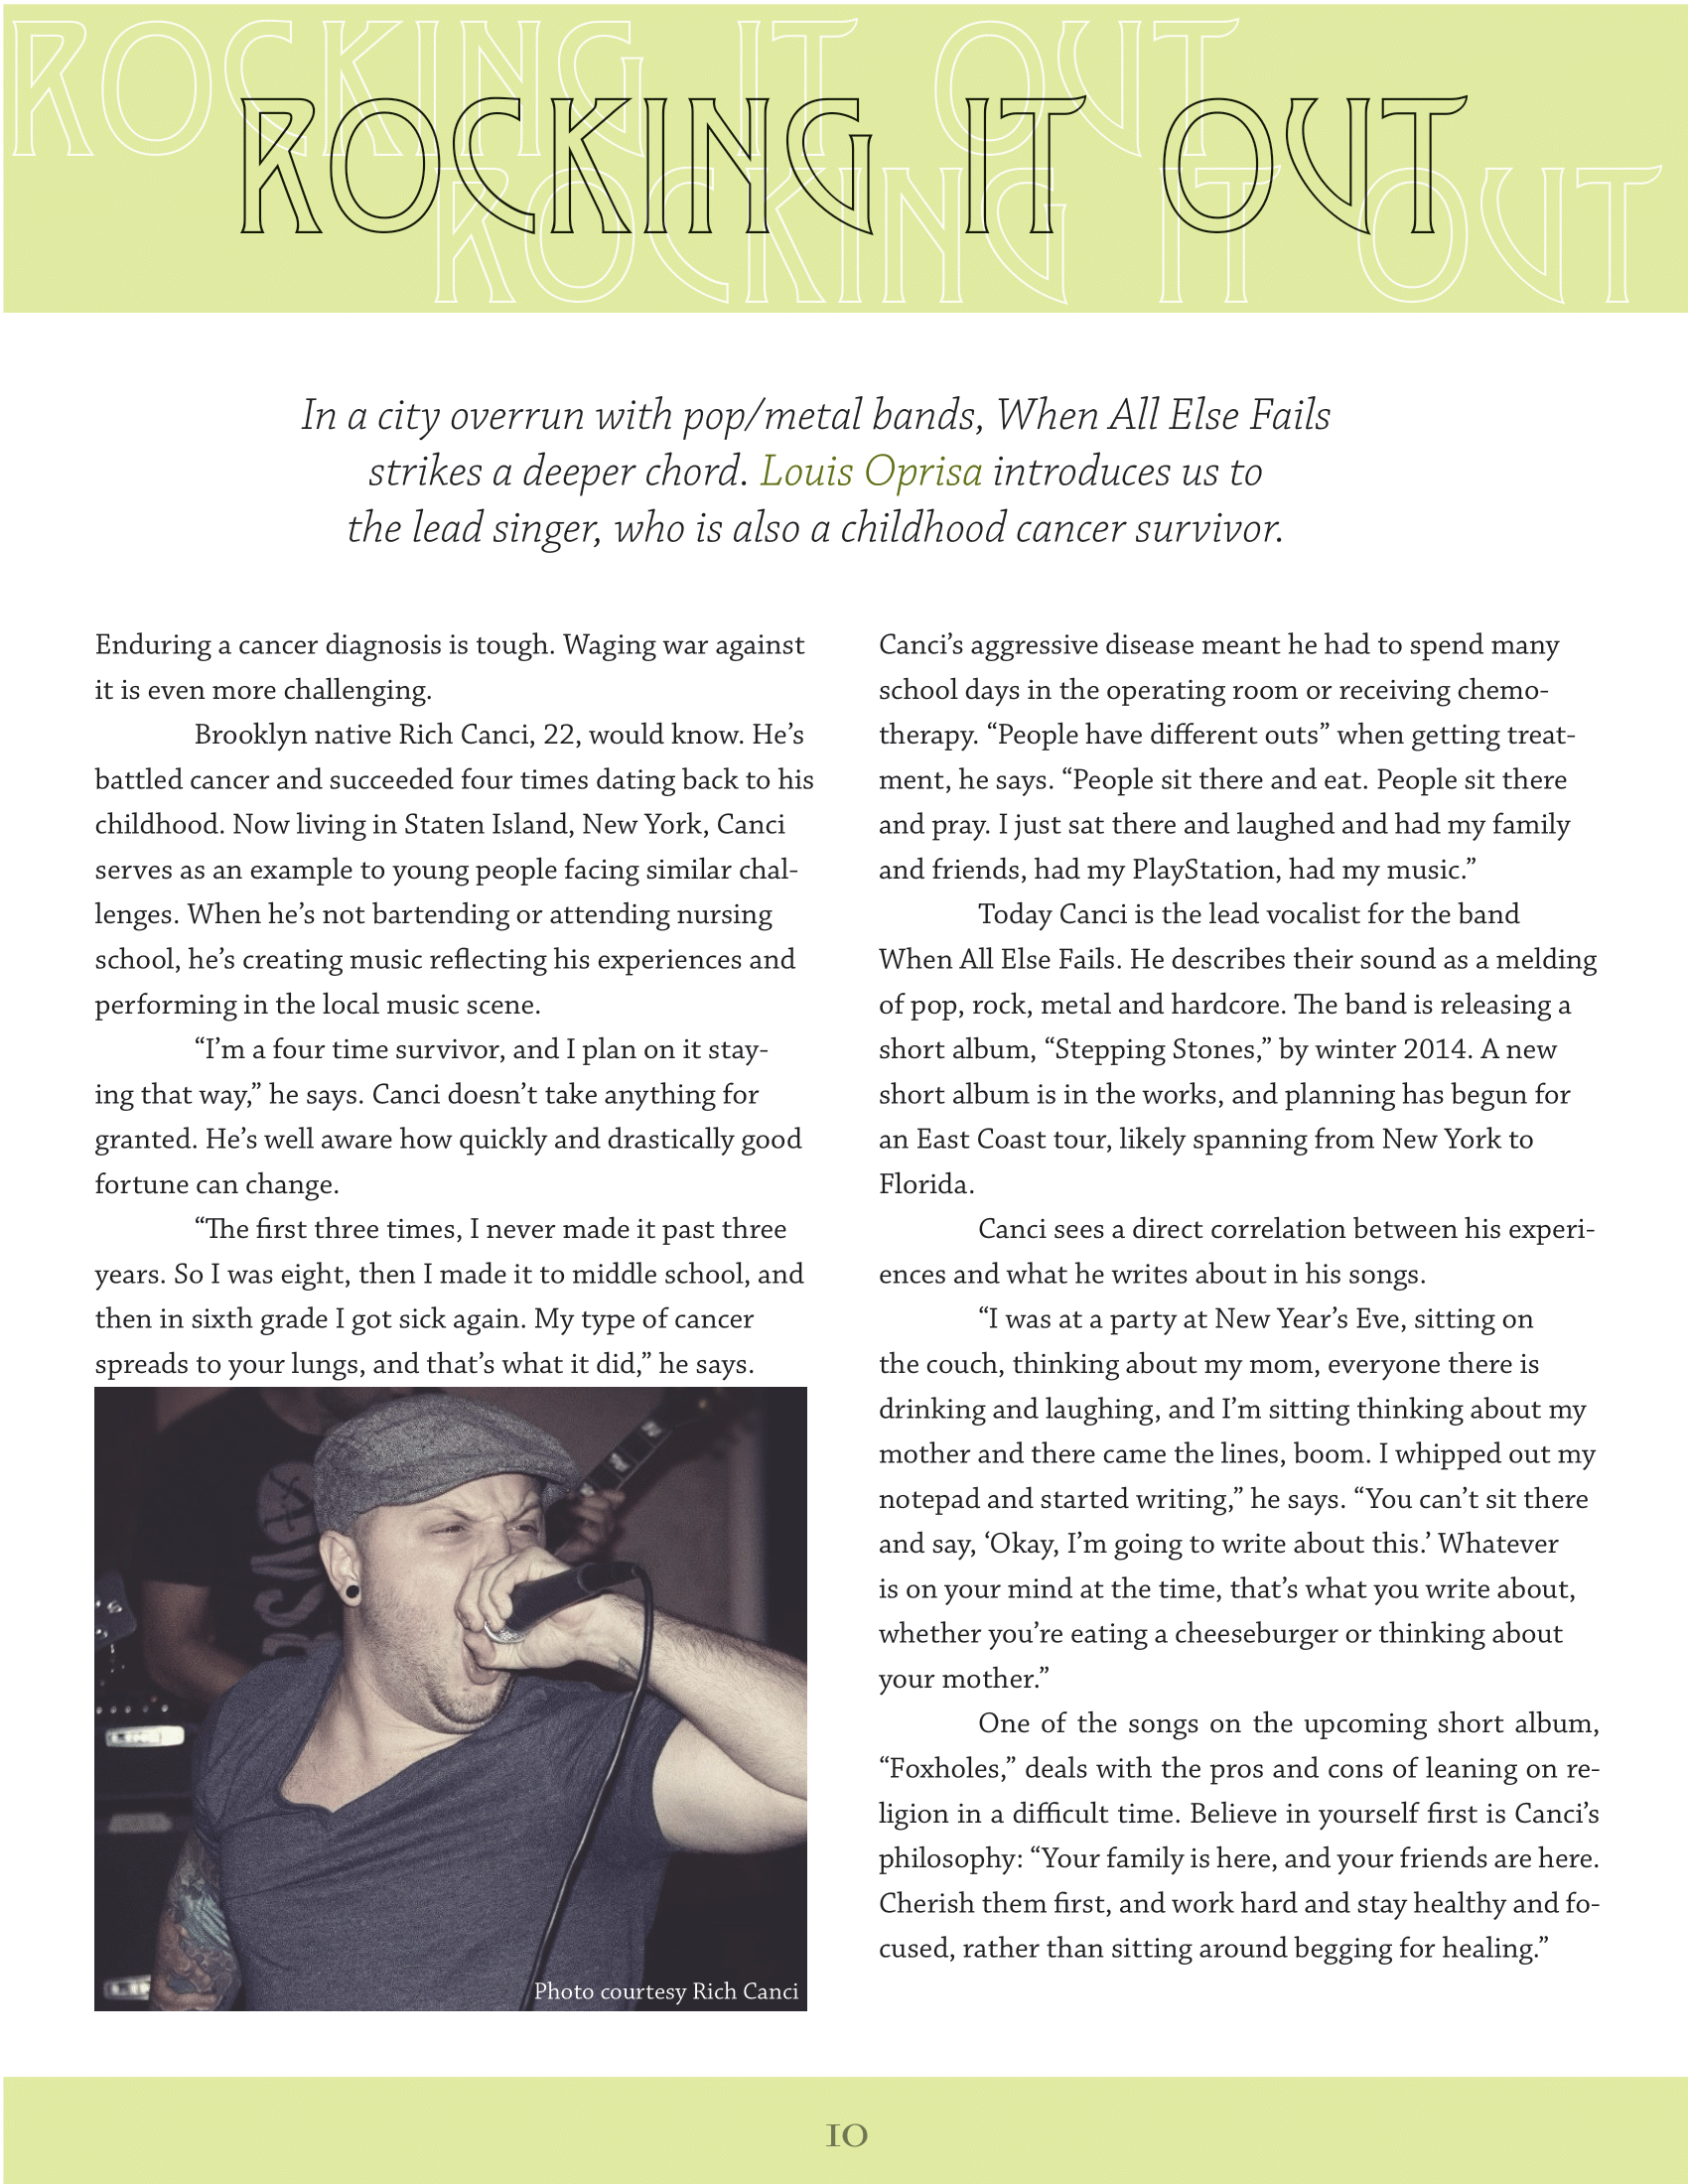 ROCKING IT OUT
ROCKING IT OUT
ROCKING IT OUT
In a city overrun with pop/metal bands, When All Else Fails
strikes a deeper chord. Louis Oprisa introduces us to
the lead singer, who is also a childhood cancer survivor.
Enduring a cancer diagnosis is tough. Waging war against
it is even more challenging.
Brooklyn native Rich Canci, 22, would know. He’s
battled cancer and succeeded four times dating back to his
childhood. Now living in Staten Island, New York, Canci
serves as an example to young people facing similar chal-
lenges. When he’s not bartending or attending nursing
school, he’s creating music reflecting his experiences and
performing in the local music scene.
“I’m a four time survivor, and I plan on it stay-
ing that way,” he says. Canci doesn’t take anything for
granted. He’s well aware how quickly and drastically good
fortune can change.
“The first three times, I never made it past three
years. So I was eight, then I made it to middle school, and
then in sixth grade I got sick again. My type of cancer
spreads to your lungs, and that’s what it did,” he says.
Photo courtesy Rich Canci
Canci’s aggressive disease meant he had to spend many
school days in the operating room or receiving chemo-
therapy. “People have different outs” when getting treat-
ment, he says. “People sit there and eat. People sit there
and pray. I just sat there and laughed and had my family
and friends, had my PlayStation, had my music.”
Today Canci is the lead vocalist for the band
When All Else Fails. He describes their sound as a melding
of pop, rock, metal and hardcore. The band is releasing a
short album, “Stepping Stones,” by winter 2014. A new
short album is in the works, and planning has begun for
an East Coast tour, likely spanning from New York to
Florida.
Canci sees a direct correlation between his experi-
ences and what he writes about in his songs.
“I was at a party at New Year’s Eve, sitting on
the couch, thinking about my mom, everyone there is
drinking and laughing, and I’m sitting thinking about my
mother and there came the lines, boom. I whipped out my
notepad and started writing,” he says. “You can’t sit there
and say, ‘Okay, I’m going to write about this.’ Whatever
is on your mind at the time, that’s what you write about,
whether you’re eating a cheeseburger or thinking about
your mother.”
One of the songs on the upcoming short album,
“Foxholes,” deals with the pros and cons of leaning on re-
ligion in a difficult time. Believe in yourself first is Canci’s
philosophy: “Your family is here, and your friends are here.
Cherish them first, and work hard and stay healthy and fo-
cused, rather than sitting around begging for healing.”
10